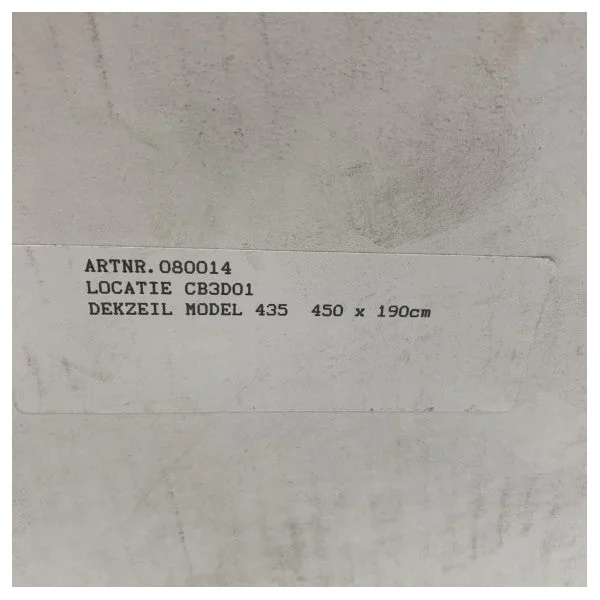 ARTNR.080014
LOCATIE CB3D01
DEKZEIL MODEL 435 450 x 190cm